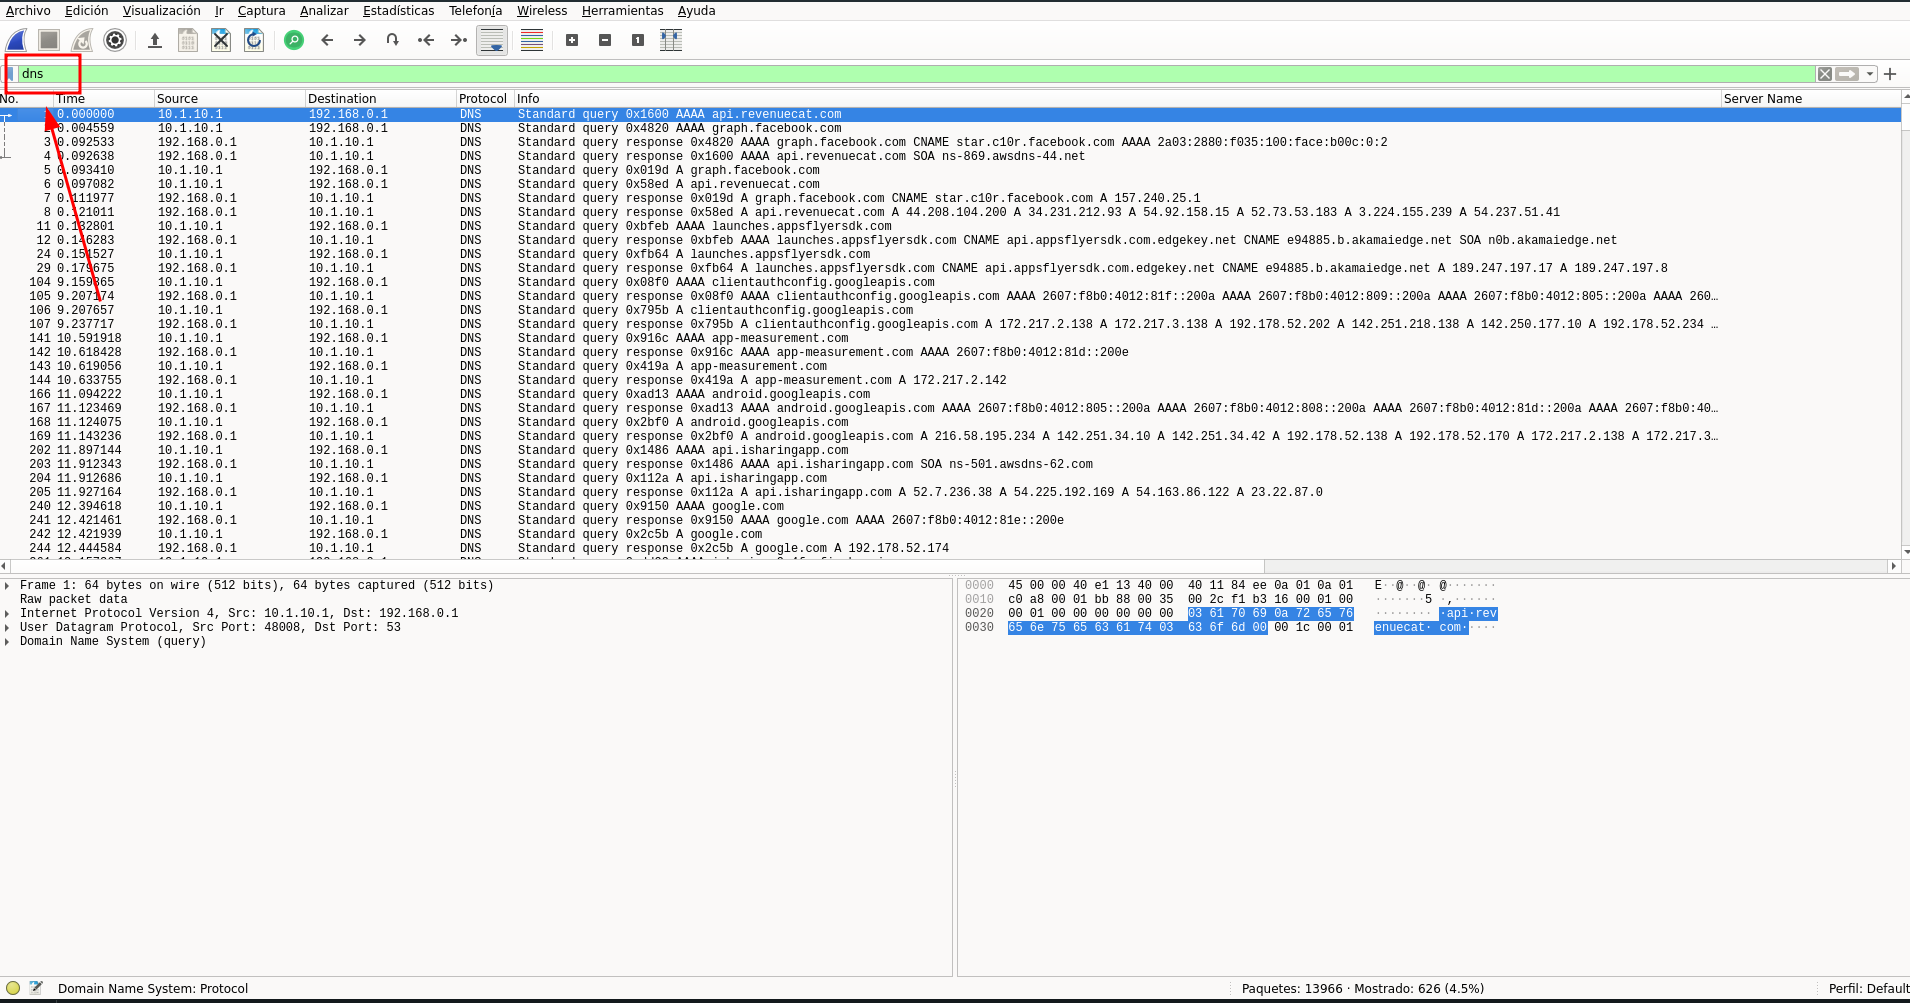 Archivo Edición Visualización Ir Captura Analizar Estadísticas Telefonía Wireless Herramientas Ayuda
dns
No. Time Source Destination Protocol Info Server Name
0.000000 10.1.10.1 192.168.0.1 DNS Standard query 0x1600 AAAA api.revenuecat.com
2 0.004559 10.1.10.1 192.168.0.1 DNS Standard query 0x4820 AAAA graph.facebook.com
3 0.092533 192.168.0.1 10.1.10.1 DNS Standard query response 0x4820 AAAA graph.facebook.com CNAME star.c10r.facebook.com AAAA 2a03:2880:f035:100:face:b00c:0:2
4 0.092638 192.168.0.1 10.1.10.1 DNS Standard query response 0x1600 AAAA api.revenuecat.com SOA ns-869.awsdns-44.net
5 0.093410 10.1.10.1 192.168.0.1 DNS Standard query 0x019d A graph.facebook.com
6 0.097082 10.1.10.1 192.168.0.1 DNS Standard query 0x58ed A api.revenuecat.com
7 0.111977 192.168.0.1 10.1.10.1 DNS Standard query response 0x019d A graph.facebook.com CNAME star.c10r.facebook.com A 157.240.25.1
8 0.121011 192.168.0.1 10.1.10.1 DNS Standard query response 0x58ed A api.revenuecat.com A 44.208.104.200 A 34.231.212.93 A 54.92.158.15 A 52.73.53.183 A 3.224.155.239 A 54.237.51.41
11 0.132801 10.1.10.1 192.168.0.1 DNS Standard query 0xbfeb AAAA launches.appsflyersdk.com
12 0.146283 192.168.0.1 10.1.10.1 DNS Standard query response 0xbfeb AAAA launches.appsflyersdk.com CNAME api.appsflyersdk.com.edgekey.net CNAME e94885.b.akamaiedge.net SOA n0b.akamaiedge.net
24 0.151527 10.1.10.1 192.168.0.1 DNS Standard query 0xfb64 A launches.appsflyersdk.com
29 0.179675 192.168.0.1 10.1.10.1 DNS Standard query response 0xfb64 A launches.appsflyersdk.com CNAME api.appsflyersdk.com.edgekey.net CNAME e94885.b.akamaiedge.net A 189.247.197.17 A 189.247.197.8
104 9.159365 10.1.10.1 192.168.0.1 DNS Standard query 0x08f0 AAAA clientauthconfig.googleapis.com
105 9.207174 192.168.0.1 10.1.10.1 DNS Standard query response 0x08f0 AAAA clientauthconfig.googleapis.com AAAA 2607:f8b0:4012:81f::200a AAAA 2607:f8b0:4012:809::200a AAAA 2607:f8b0:4012:805::200a AAAA 260…
106 9.207657 10.1.10.1 192.168.0.1 DNS Standard query 0x795b A clientauthconfig.googleapis.com
107 9.237717 192.168.0.1 10.1.10.1 DNS Standard query response 0x795b A clientauthconfig.googleapis.com A 172.217.2.138 A 172.217.3.138 A 192.178.52.202 A 142.251.218.138 A 142.250.177.10 A 192.178.52.234 …
141 10.591918 10.1.10.1 192.168.0.1 DNS Standard query 0x916c AAAA app-measurement.com
142 10.618428 192.168.0.1 10.1.10.1 DNS Standard query response 0x916c AAAA app-measurement.com AAAA 2607:f8b0:4012:81d::200e
143 10.619056 10.1.10.1 192.168.0.1 DNS Standard query 0x419a A app-measurement.com
144 10.633755 192.168.0.1 10.1.10.1 DNS Standard query response 0x419a A app-measurement.com A 172.217.2.142
166 11.094222 10.1.10.1 192.168.0.1 DNS Standard query 0xad13 AAAA android.googleapis.com
167 11.123469 192.168.0.1 10.1.10.1 DNS Standard query response 0xad13 AAAA android.googleapis.com AAAA 2607:f8b0:4012:805::200a AAAA 2607:f8b0:4012:808::200a AAAA 2607:f8b0:4012:81d::200a AAAA 2607:f8b0:40…
168 11.124075 10.1.10.1 192.168.0.1 DNS Standard query 0x2bf0 A android.googleapis.com
169 11.143236 192.168.0.1 10.1.10.1 DNS Standard query response 0x2bf0 A android.googleapis.com A 216.58.195.234 A 142.251.34.10 A 142.251.34.42 A 192.178.52.138 A 192.178.52.170 A 172.217.2.138 A 172.217.3…
202 11.897144 10.1.10.1 192.168.0.1 DNS Standard query 0x1486 AAAA api.isharingapp.com
203 11.912343 192.168.0.1 10.1.10.1 DNS Standard query response 0x1486 AAAA api.isharingapp.com SOA ns-501.awsdns-62.com
204 11.912686 10.1.10.1 192.168.0.1 DNS Standard query 0x112a A api.isharingapp.com
205 11.927164 192.168.0.1 10.1.10.1 DNS Standard query response 0x112a A api.isharingapp.com A 52.7.236.38 A 54.225.192.169 A 54.163.86.122 A 23.22.87.0
240 12.394618 10.1.10.1 192.168.0.1 DNS Standard query 0x9150 AAAA google.com
241 12.421461 192.168.0.1 10.1.10.1 DNS Standard query response 0x9150 AAAA google.com AAAA 2607:f8b0:4012:81e::200e
242 12.421939 10.1.10.1 192.168.0.1 DNS Standard query 0x2c5b A google.com
244 12.444584 192.168.0.1 10.1.10.1 DNS Standard query response 0x2c5b A google.com A 192.178.52.174
Frame 1: 64 bytes on wire (512 bits), 64 bytes captured (512 bits)
Raw packet data
Internet Protocol Version 4, Src: 10.1.10.1, Dst: 192.168.0.1
User Datagram Protocol, Src Port: 48008, Dst Port: 53
Domain Name System (query)
0000 45 00 00 40 e1 13 40 00 40 11 84 ee 0a 01 0a 01 E··@··@·@·······
0010 c0 a8 00 01 bb 88 00 35 00 2c f1 b3 16 00 01 00 ·······5·,······
0020 00 01 00 00 00 00 00 00 03 61 70 69 0a 72 65 76 ·········api·rev
0030 65 6e 75 65 63 61 74 03 63 6f 6d 00 00 1c 00 01 enuecat·com·····
Domain Name System: Protocol
Paquetes: 13966 · Mostrado: 626 (4.5%)
Perfil: Default